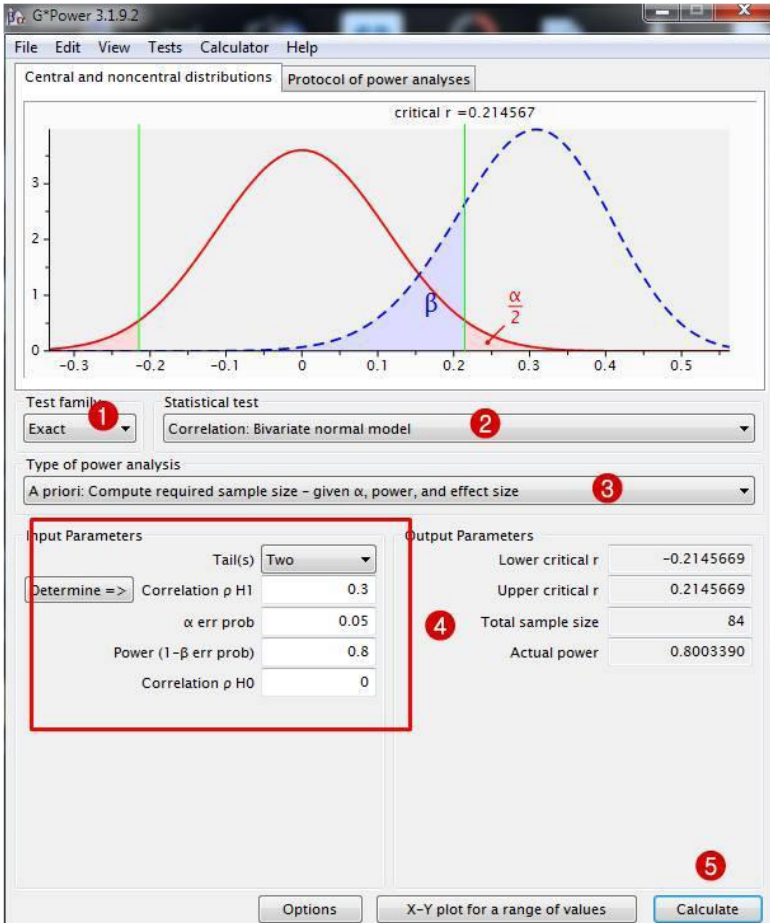 βα G*Power 3.1.9.2
File Edit View Tests Calculator Help
Central and noncentral distributions Protocol of power analyses
critical r =0.214567
3
2
1
0
β
α
2
-0.3 -0.2 -0.1 0 0.1 0.2 0.3 0.4 0.5
Test family Statistical test
Exact 1 Correlation: Bivariate normal model 2
Type of power analysis
A priori: Compute required sample size - given α, power, and effect size 3
Input Parameters Output Parameters
Tail(s) Two Lower critical r -0.2145669
Determine => Correlation ρ H1 0.3 Upper critical r 0.2145669
α err prob 0.05 4 Total sample size 84
Power (1-β err prob) 0.8 Actual power 0.8003390
Correlation ρ H0 0
5
Options X-Y plot for a range of values Calculate